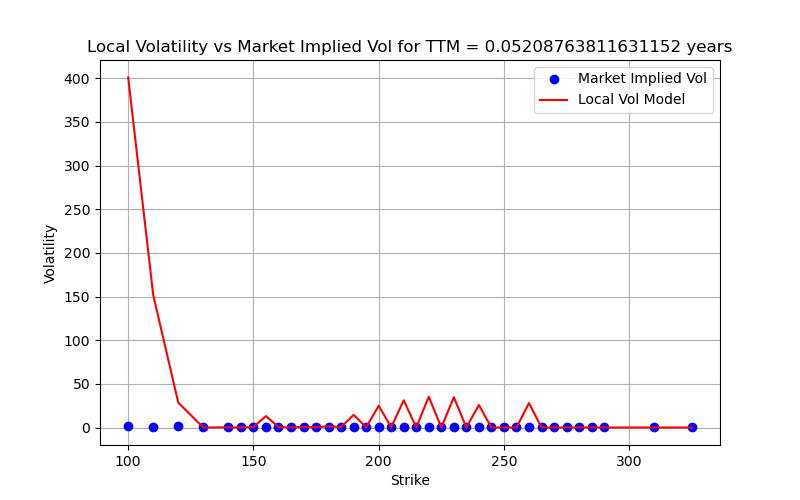 Local Volatility vs Market Implied Vol for TTM = 0.05208763811631152 years
Market Implied Vol
Local Vol Model
Volatility
400
350
300
250
200
150
100
50
0
100
150
200
250
300
Strike